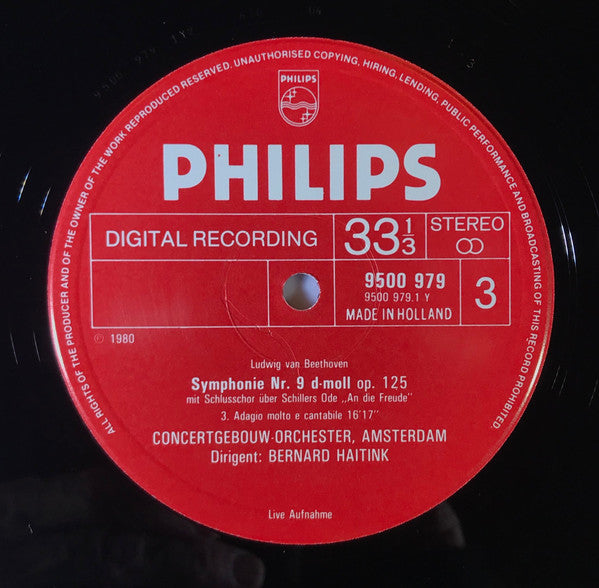 ALL RIGHTS OF THE PRODUCER AND OF THE OWNER OF THE WORK REPRODUCED RESERVED. UNAUTHORISED COPYING, HIRING, LENDING, PUBLIC PERFORMANCE AND BROADCASTING OF THIS RECORD PROHIBITED
PHILIPS
PHILIPS
DIGITAL RECORDING
33 1/3
STEREO
9500 979
9500 979.1 Y
MADE IN HOLLAND
3
℗ 1980
Ludwig van Beethoven
Symphonie Nr. 9 d-moll op. 125
mit Schlusschor über Schillers Ode „An die Freude"
3. Adagio molto e cantabile 16'17"
CONCERTGEBOUW-ORCHESTER, AMSTERDAM
Dirigent: BERNARD HAITINK
Live Aufnahme